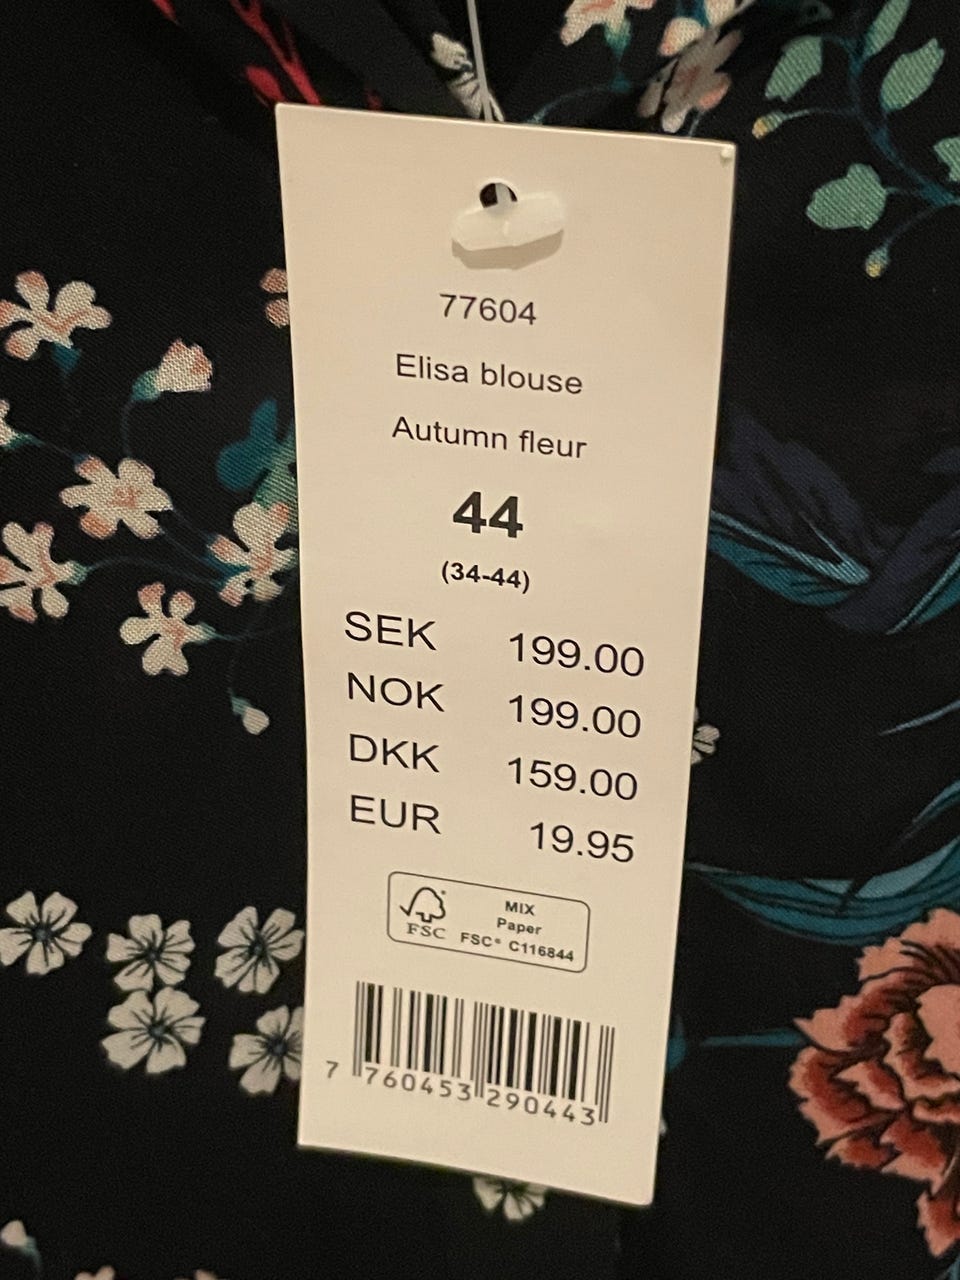 77604
Elisa blouse
Autumn fleur
44
(34-44)
SEK 199.00
NOK 199.00
DKK 159.00
EUR 19.95
FSC
MIX
Paper
FSC® C116844
7 760453 290443